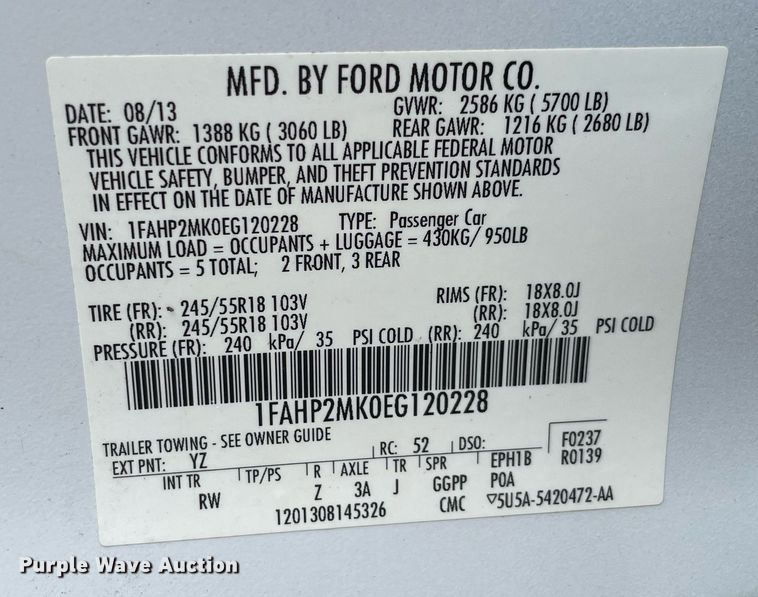 MFD. BY FORD MOTOR CO.
DATE: 08/13 GVWR: 2586 KG ( 5700 LB)
FRONT GAWR: 1388 KG ( 3060 LB) REAR GAWR: 1216 KG ( 2680 LB)
THIS VEHICLE CONFORMS TO ALL APPLICABLE FEDERAL MOTOR
VEHICLE SAFETY, BUMPER, AND THEFT PREVENTION STANDARDS
IN EFFECT ON THE DATE OF MANUFACTURE SHOWN ABOVE.
VIN: 1FAHP2MK0EG120228 TYPE: Passenger Car
MAXIMUM LOAD = OCCUPANTS + LUGGAGE = 430KG/ 950LB
OCCUPANTS = 5 TOTAL; 2 FRONT, 3 REAR
TIRE (FR): 245/55R18 103V RIMS (FR): 18X8.0J
(RR): 245/55R18 103V (RR): 18X8.0J
PRESSURE (FR): 240 kPa/ 35 PSI COLD (RR): 240 kPa/ 35 PSI COLD
1FAHP2MK0EG120228
TRAILER TOWING - SEE OWNER GUIDE
EXT PNT: YZ RC: 52 DSO: F0237
INT TR TP/PS R AXLE TR SPR EPH1B R0139
RW Z 3A J GGPP P0A
1201308145326 CMC ▽5U5A-5420472-AA
Purple Wave Auction